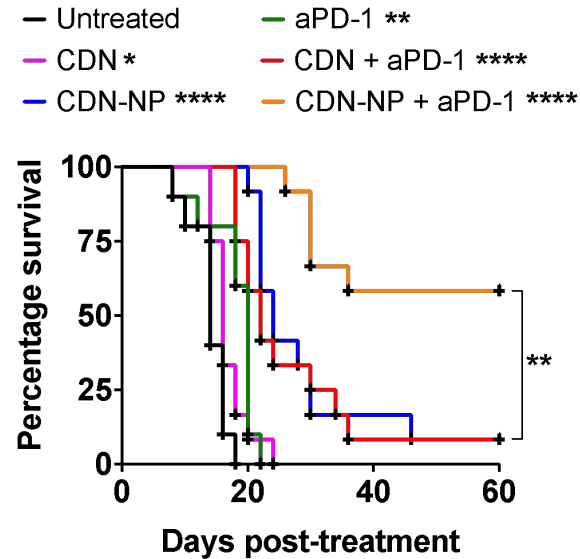 Untreated
aPD-1 **
CDN *
CDN + aPD-1 ****
CDN-NP ****
CDN-NP + aPD-1 ****
Percentage survival
100
75
50
25
0
**
0 20 40 60
Days post-treatment